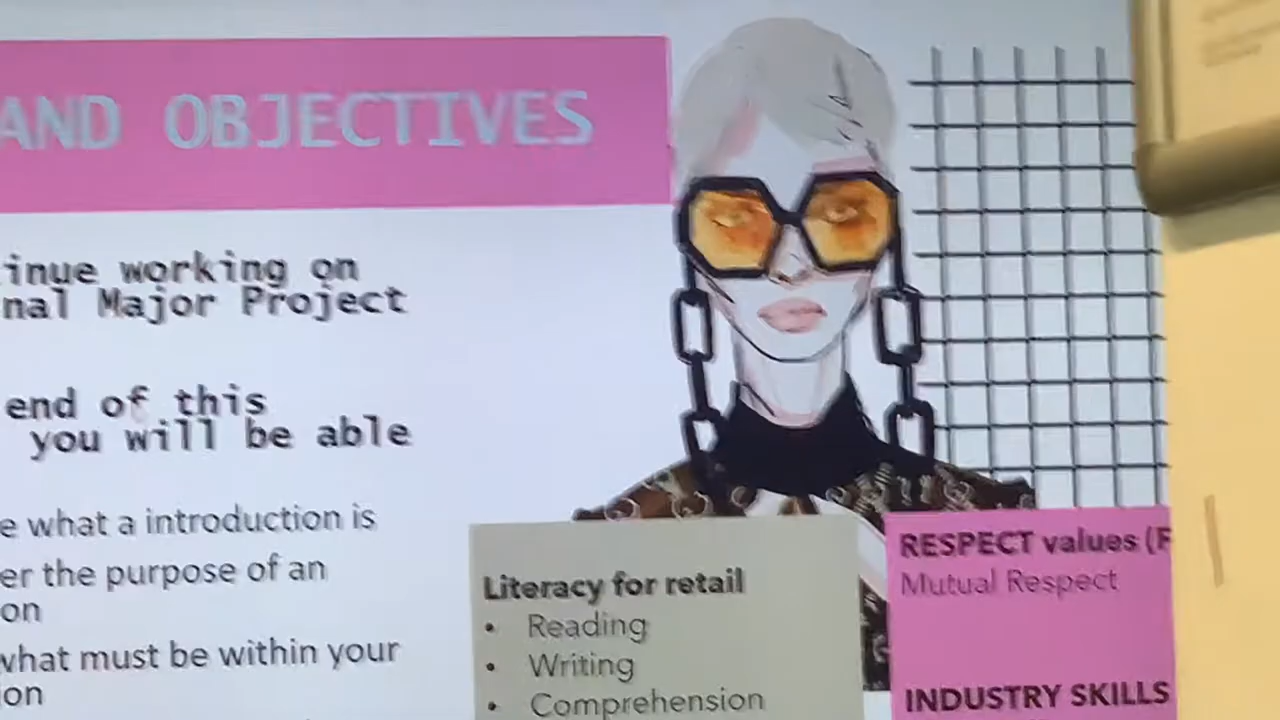 AND OBJECTIVES
inue working on
nal Major Project
end of this
you will be able
e what a introduction is
er the purpose of an
on
what must be within your
ion
Literacy for retail
• Reading
• Writing
• Comprehension
RESPECT values (F
Mutual Respect
INDUSTRY SKILLS